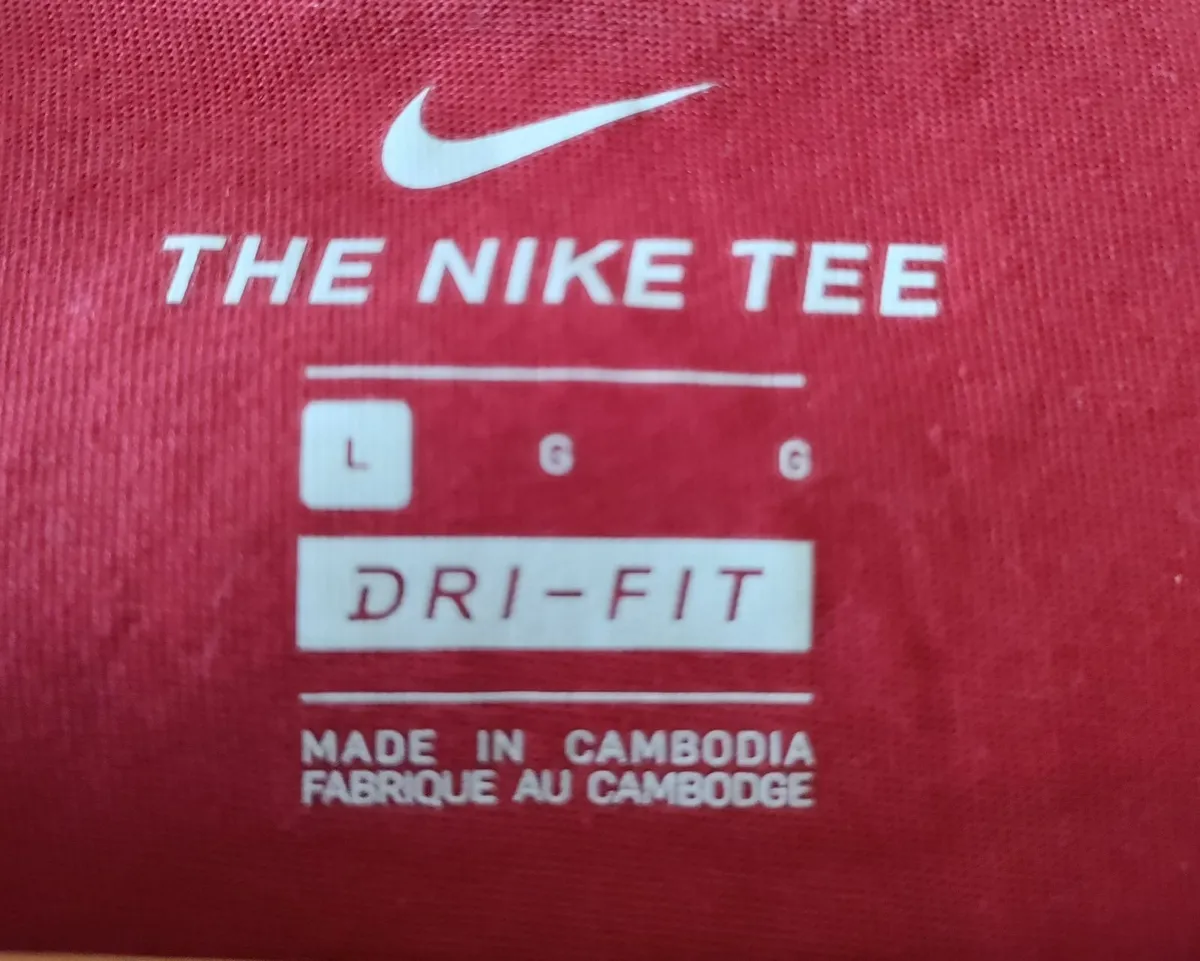 THE NIKE TEE
L G G
DRI-FIT
MADE IN CAMBODIA
FABRIQUE AU CAMBODGE